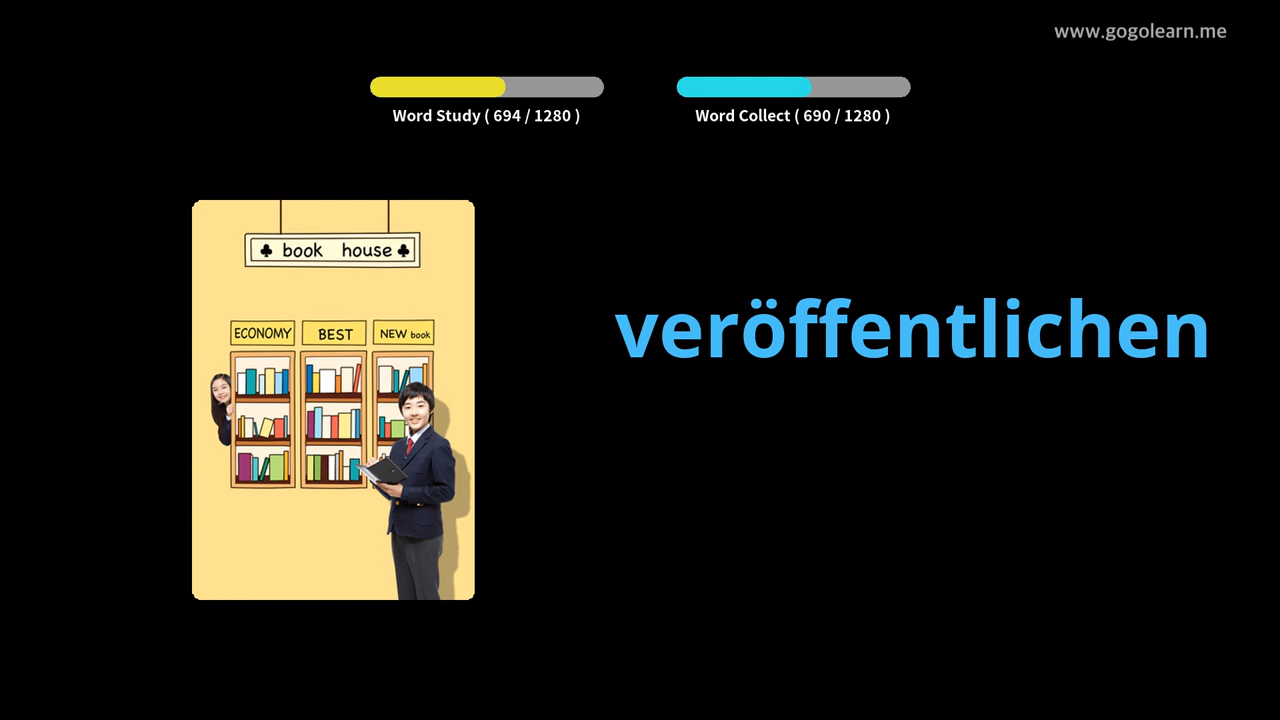 www.gogolearn.me
Word Study ( 694 / 1280 )
Word Collect ( 690 / 1280 )
♣ book house ♣
ECONOMY
BEST
NEW book
veröffentlichen